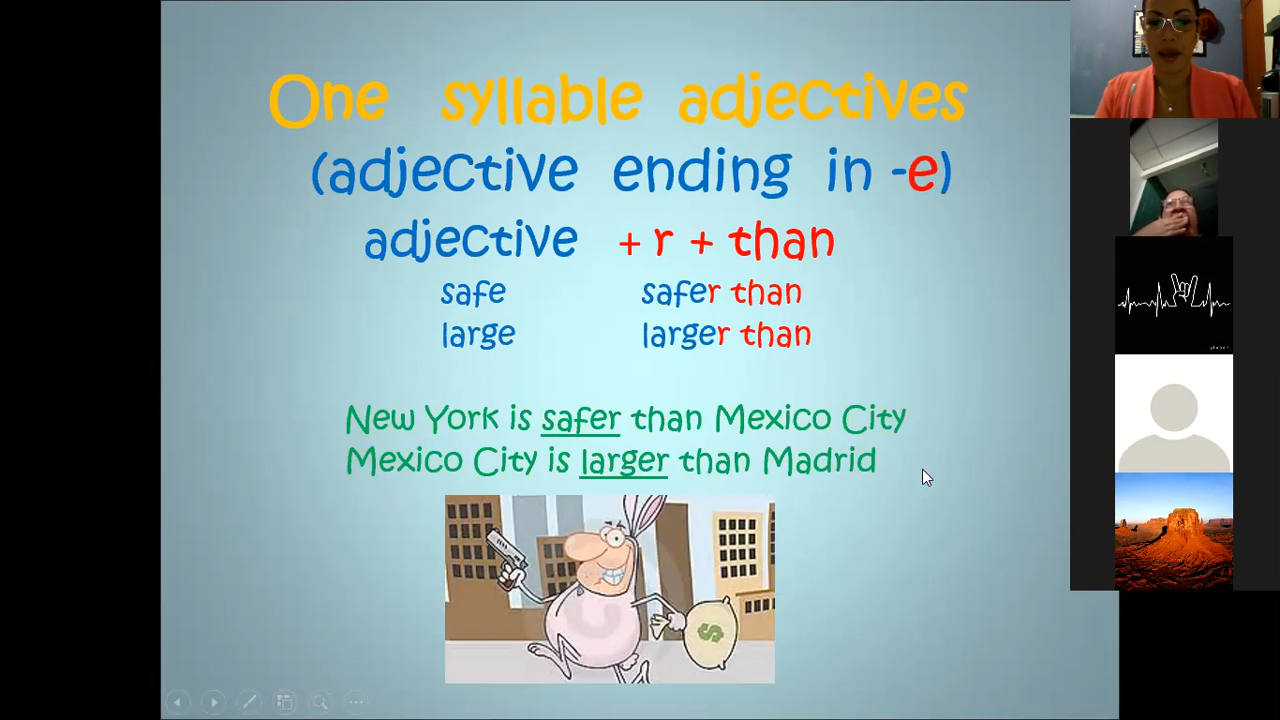 One syllable adjectives
(adjective ending in -e)
adjective + r + than
safe safer than
large larger than
New York is safer than Mexico City
Mexico City is larger than Madrid
$